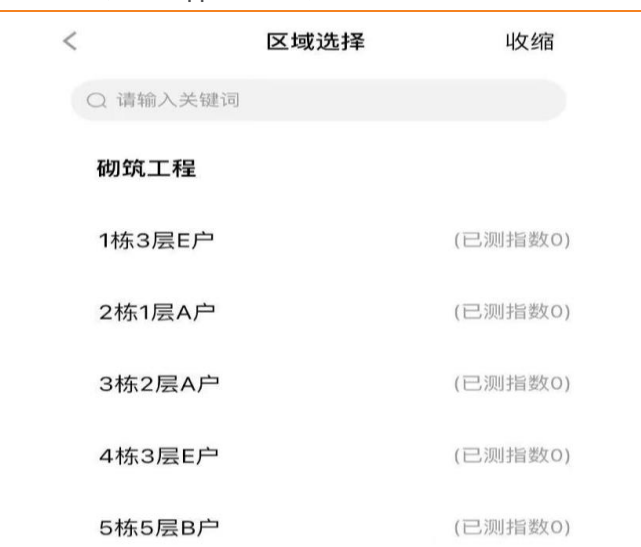 区域选择 收缩
请输入关键词
砌筑工程
1栋3层E户 (已测指数0)
2栋1层A户 (已测指数0)
3栋2层A户 (已测指数0)
4栋3层E户 (已测指数0)
5栋5层B户 (已测指数0)